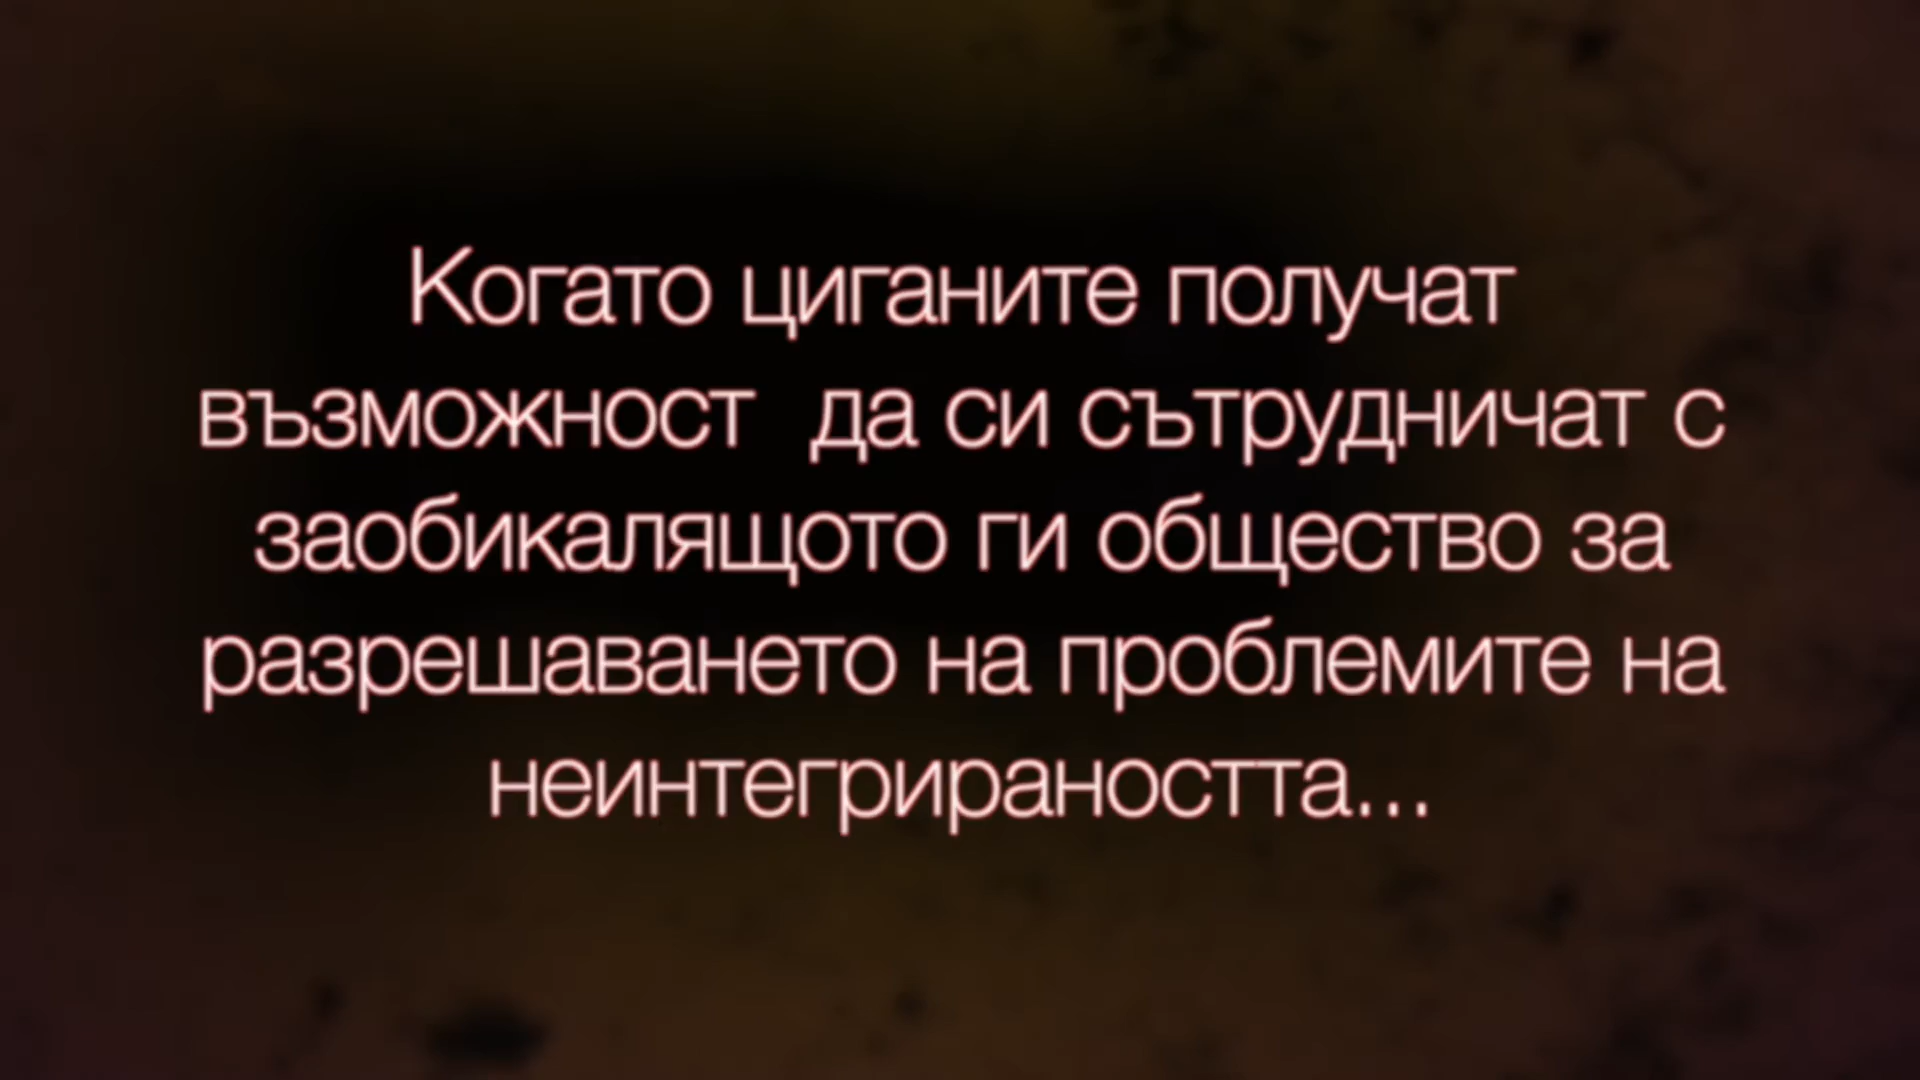 Когато циганите получат
възможност  да си сътрудничат с
заобикалящото ги общество за
разрешаването на проблемите на
неинтегрираността...